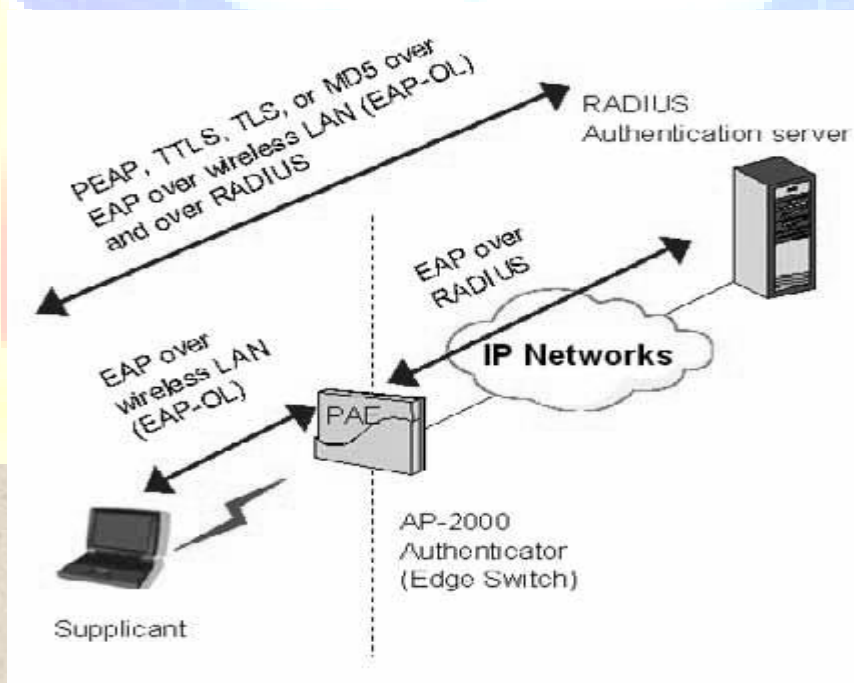 PEAP, TTLS, TLS, or MD5 over
EAP over wireless LAN (EAP-OL)
and over RADIUS
RADIUS
Authentication server
EAP over
RADIUS
IP Networks
EAP over
wireless LAN
(EAP-OL)
PAE
AP-2000
Authenticator
(Edge Switch)
Supplicant